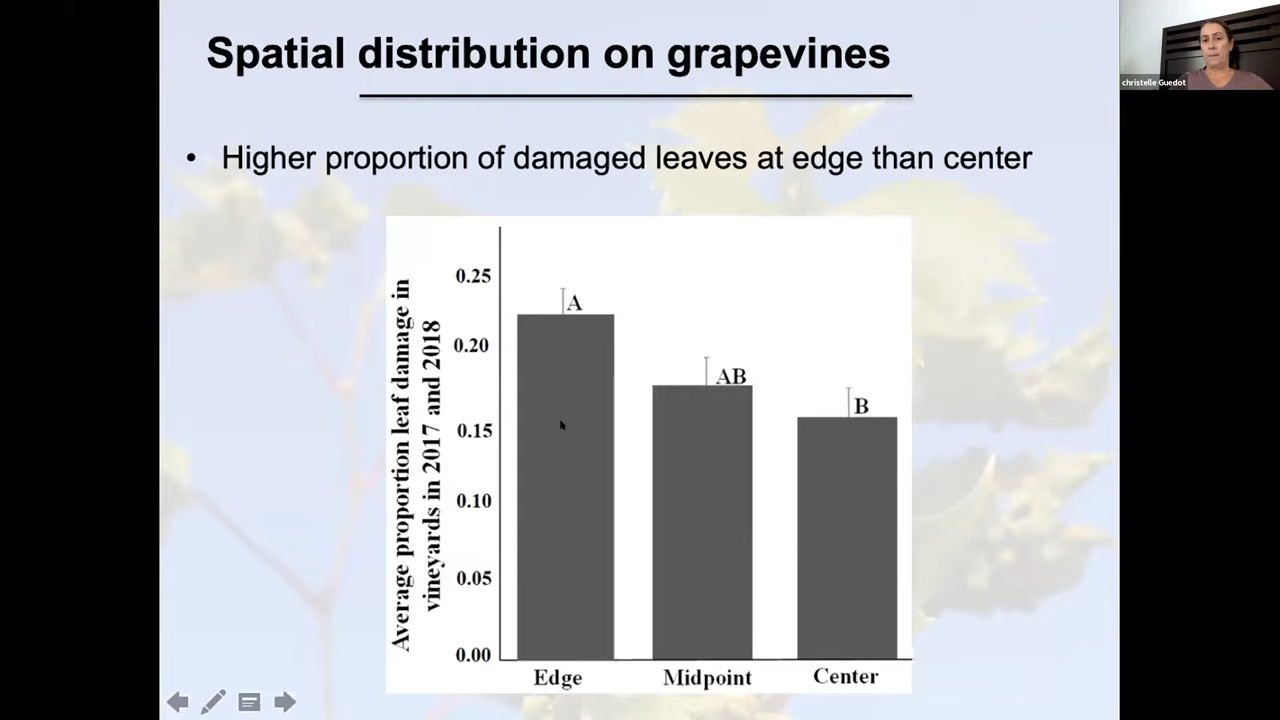 Spatial distribution on grapevines
christelle Guedot
• Higher proportion of damaged leaves at edge than center
Average proportion leaf damage in
vineyards in 2017 and 2018
0.25
0.20
0.15
0.10
0.05
0.00
A
AB
B
Edge
Midpoint
Center